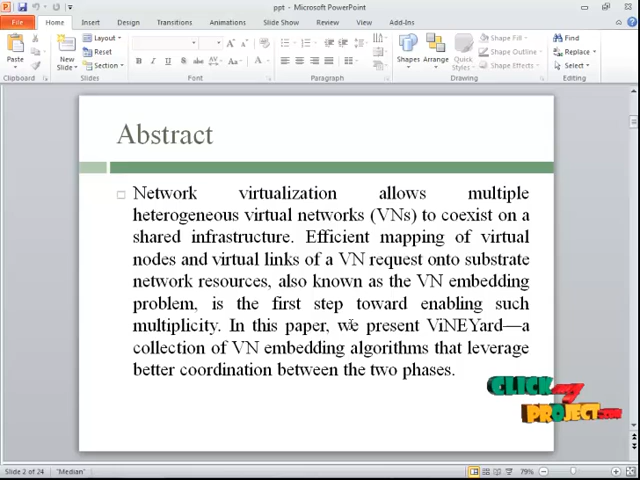 ppt - Microsoft PowerPoint
File Home Insert Design Transitions Animations Slide Show Review View Add-Ins
Paste
Clipboard
New Slide
Layout
Reset
Section
Slides
Font
Paragraph
Shapes
Arrange
Quick Styles
Shape Fill
Shape Outline
Shape Effects
Drawing
Find
Replace
Select
Editing
Abstract
Network virtualization allows multiple
heterogeneous virtual networks (VNs) to coexist on a
shared infrastructure. Efficient mapping of virtual
nodes and virtual links of a VN request onto substrate
network resources, also known as the VN embedding
problem, is the first step toward enabling such
multiplicity. In this paper, we present ViNEYard—a
collection of VN embedding algorithms that leverage
better coordination between the two phases.
CLICK my
PROJECT.com
Slide 2 of 24 "Median" 79%